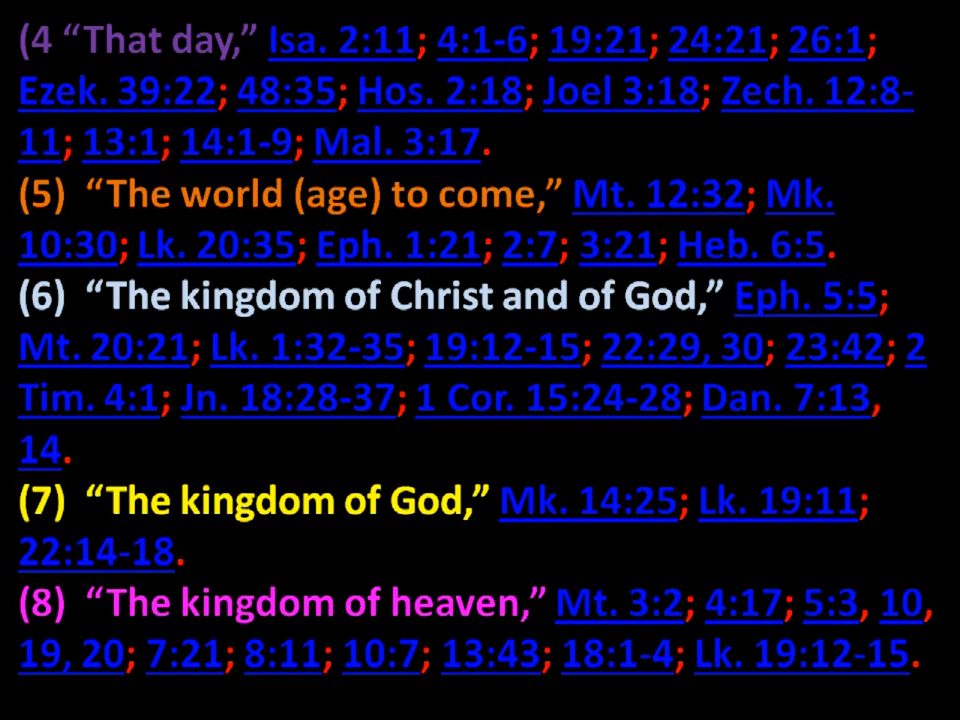 (4 “That day,” Isa. 2:11; 4:1-6; 19:21; 24:21; 26:1;
Ezek. 39:22; 48:35; Hos. 2:18; Joel 3:18; Zech. 12:8-
11; 13:1; 14:1-9; Mal. 3:17.
(5) “The world (age) to come,” Mt. 12:32; Mk.
10:30; Lk. 20:35; Eph. 1:21; 2:7; 3:21; Heb. 6:5.
(6) “The kingdom of Christ and of God,” Eph. 5:5;
Mt. 20:21; Lk. 1:32-35; 19:12-15; 22:29, 30; 23:42; 2
Tim. 4:1; Jn. 18:28-37; 1 Cor. 15:24-28; Dan. 7:13,
14.
(7) “The kingdom of God,” Mk. 14:25; Lk. 19:11;
22:14-18.
(8) “The kingdom of heaven,” Mt. 3:2; 4:17; 5:3, 10,
19, 20; 7:21; 8:11; 10:7; 13:43; 18:1-4; Lk. 19:12-15.